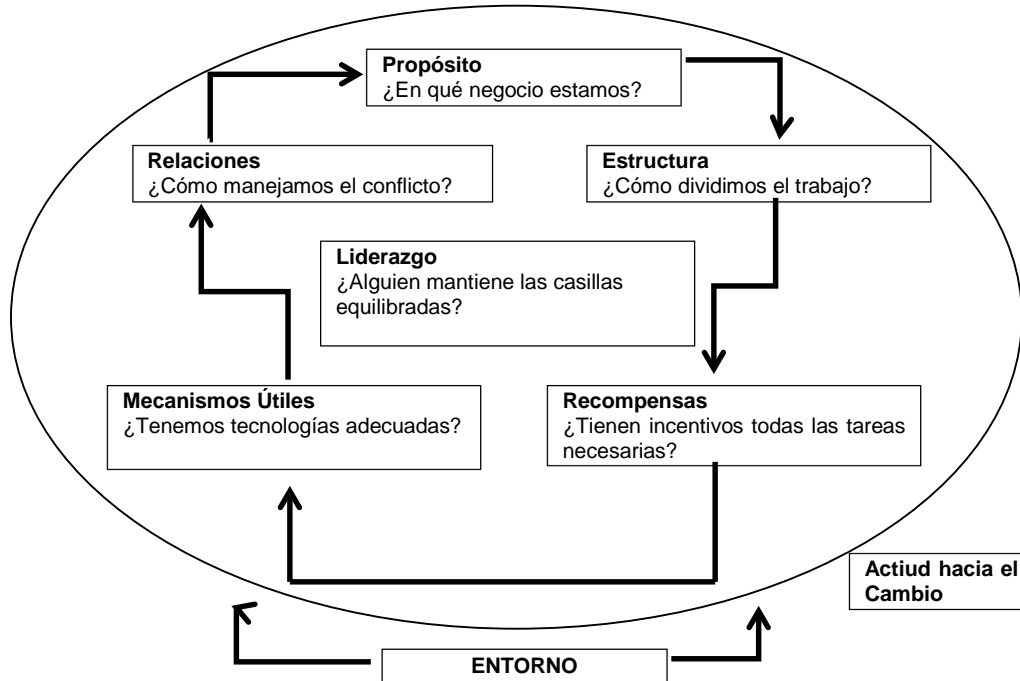 Propósito
¿En qué negocio estamos?
Relaciones
¿Cómo manejamos el conflicto?
Estructura
¿Cómo dividimos el trabajo?
Liderazgo
¿Alguien mantiene las casillas
equilibradas?
Mecanismos Útiles
¿Tenemos tecnologías adecuadas?
Recompensas
¿Tienen incentivos todas las tareas
necesarias?
Actiud hacia el
Cambio
ENTORNO